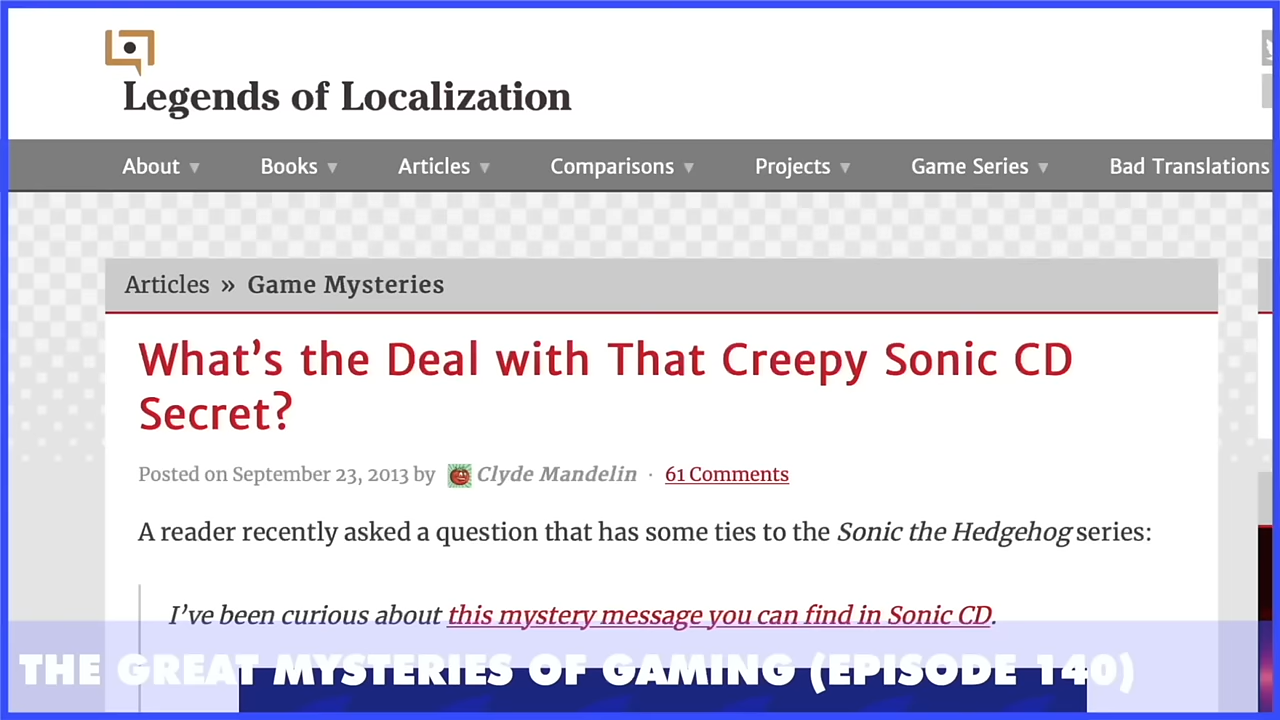 Legends of Localization
About ▼ Books ▼ Articles ▼ Comparisons ▼ Projects ▼ Game Series ▼ Bad Translations
Articles » Game Mysteries
What's the Deal with That Creepy Sonic CD
Secret?
Posted on September 23, 2013 by Clyde Mandelin · 61 Comments
A reader recently asked a question that has some ties to the Sonic the Hedgehog series:
I've been curious about this mystery message you can find in Sonic CD.
THE GREAT MYSTERIES OF GAMING (EPISODE 140)